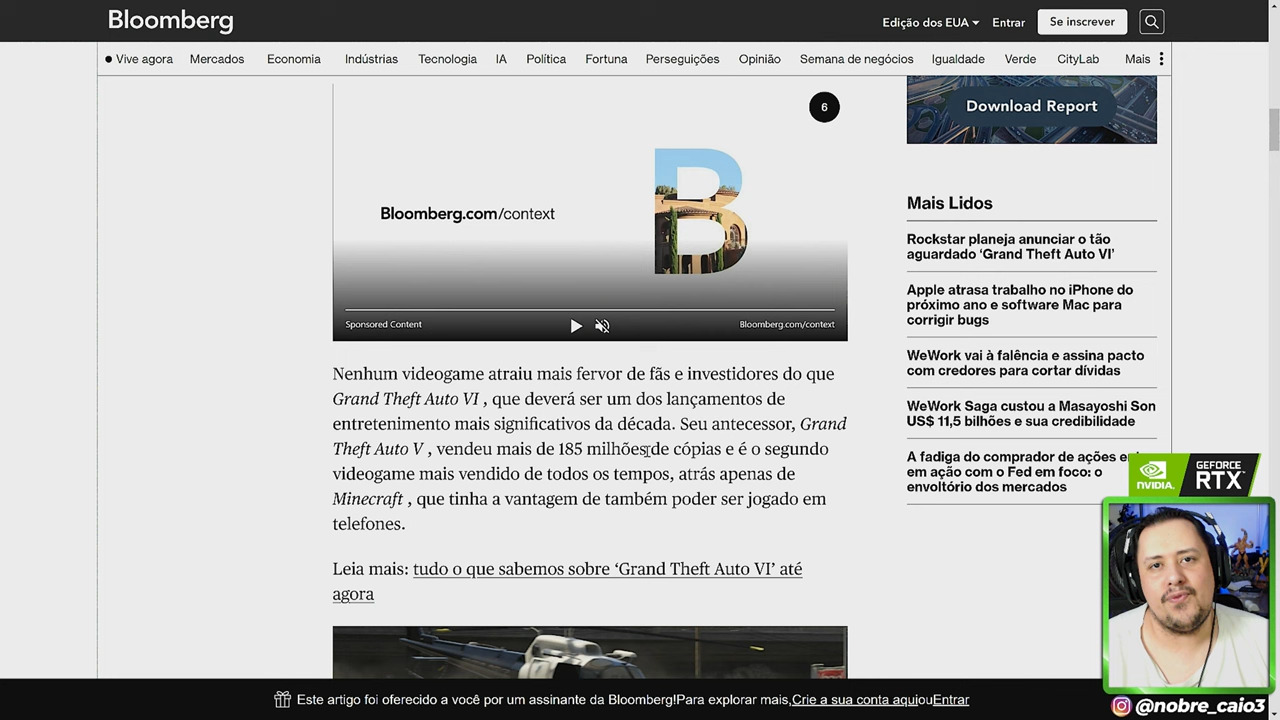 Bloomberg
Edição dos EUA
Entrar
Se inscrever
Vive agora
Mercados
Economia
Indústrias
Tecnologia
IA
Política
Fortuna
Perseguições
Opinião
Semana de negócios
Igualdade
Verde
CityLab
Mais
6
Bloomberg.com/context
Sponsored Content
Bloomberg.com/context
Nenhum videogame atraiu mais fervor de fãs e investidores do que
Grand Theft Auto VI , que deverá ser um dos lançamentos de
entretenimento mais significativos da década. Seu antecessor, Grand
Theft Auto V , vendeu mais de 185 milhões de cópias e é o segundo
videogame mais vendido de todos os tempos, atrás apenas de
Minecraft , que tinha a vantagem de também poder ser jogado em
telefones.
Leia mais: tudo o que sabemos sobre ‘Grand Theft Auto VI’ até
agora
Download Report
Mais Lidos
Rockstar planeja anunciar o tão
aguardado ‘Grand Theft Auto VI’
Apple atrasa trabalho no iPhone do
próximo ano e software Mac para
corrigir bugs
WeWork vai à falência e assina pacto
com credores para cortar dívidas
WeWork Saga custou a Masayoshi Son
US$ 11,5 bilhões e sua credibilidade
A fadiga do comprador de ações
em ação com o Fed em foco: o
envoltório dos mercados
NVIDIA.
GEFORCE
RTX
Este artigo foi oferecido a você por um assinante da Bloomberg!Para explorar mais,Crie a sua conta aquiouEntrar
@nobre_caio3